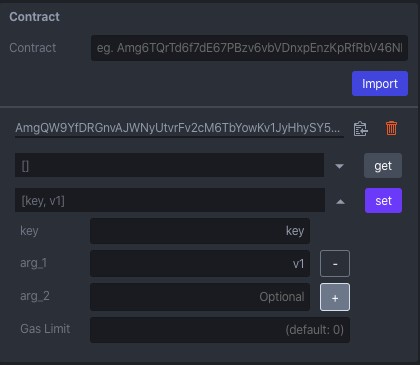 Contract
Contract eg. Amg6TQrTd6f7dE67PBzv6vbVDnxpEnzKpRfRbV46NI
Import
AmgQW9YfDRGnvAJWNyUtvrFv2cM6TbYowKv1JyHhySY5...
[] get
[key, v1] set
key key
arg_1 v1 -
arg_2 Optional +
Gas Limit (default: 0)